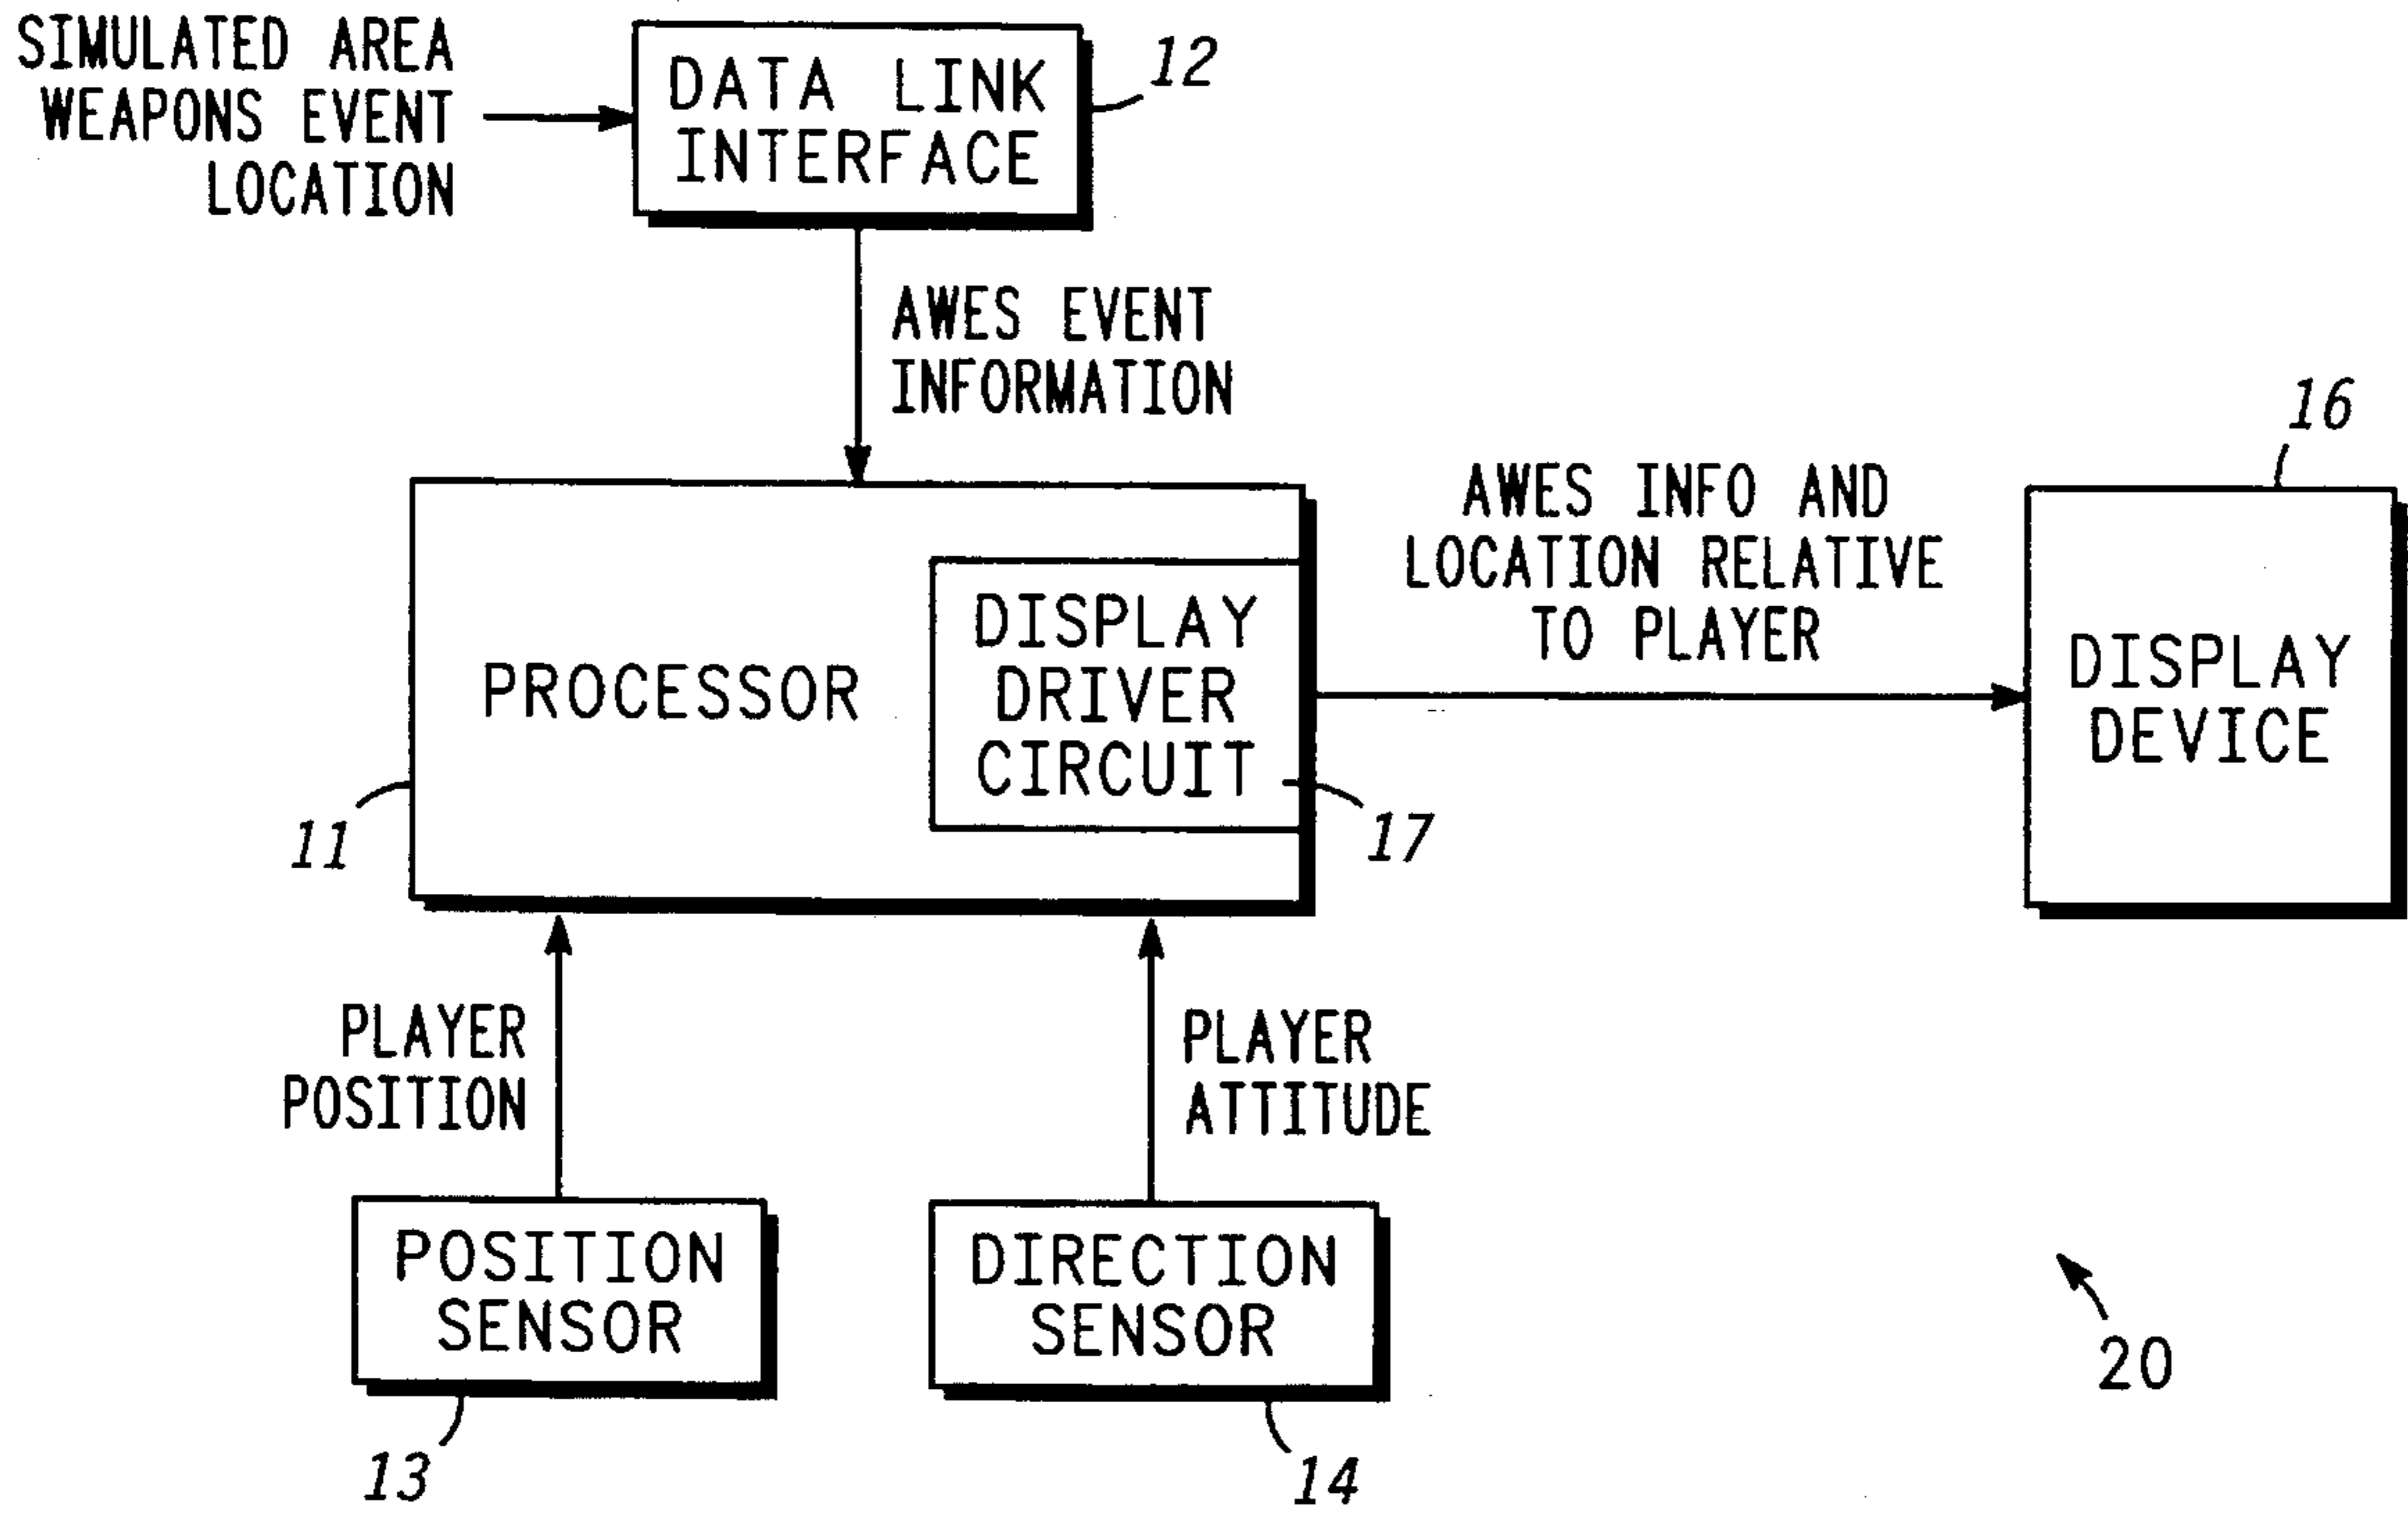 SIMULATED AREA
WEAPONS EVENT
LOCATION
DATA LINK
INTERFACE
12
AWES EVENT
INFORMATION
16
AWES INFO AND
LOCATION RELATIVE
TO PLAYER
PROCESSOR
DISPLAY
DRIVER
CIRCUIT
DISPLAY
DEVICE
11
17
PLAYER
POSITION
PLAYER
ATTITUDE
POSITION
SENSOR
DIRECTION
SENSOR
20
13
14